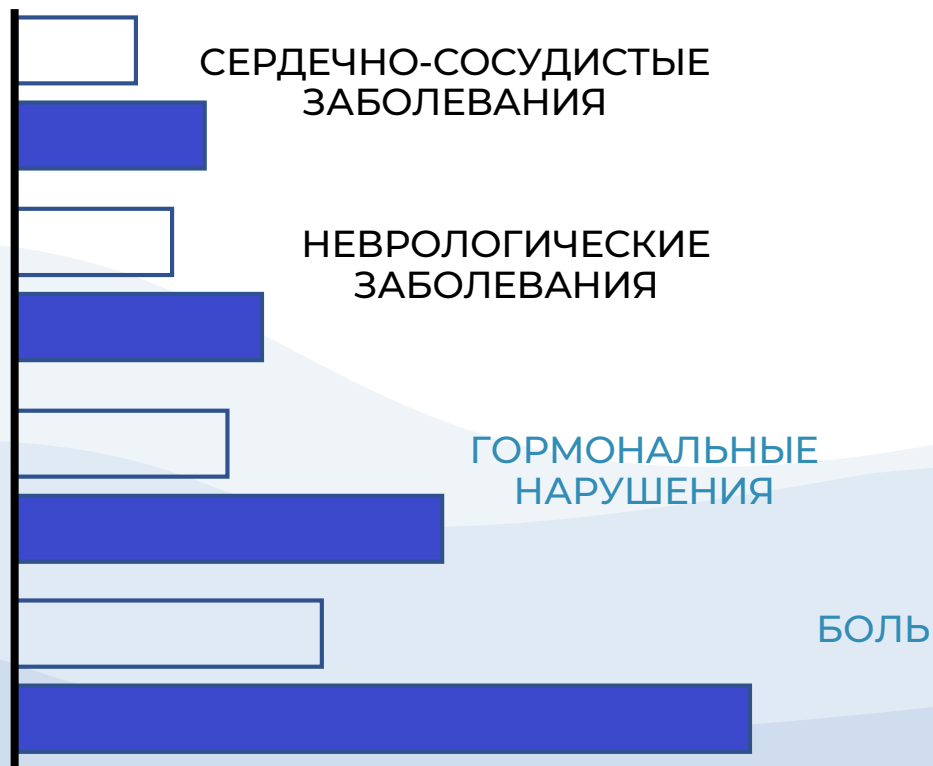 СЕРДЕЧНО-СОСУДИСТЫЕ
ЗАБОЛЕВАНИЯ
НЕВРОЛОГИЧЕСКИЕ
ЗАБОЛЕВАНИЯ
ГОРМОНАЛЬНЫЕ
НАРУШЕНИЯ
БОЛЬ